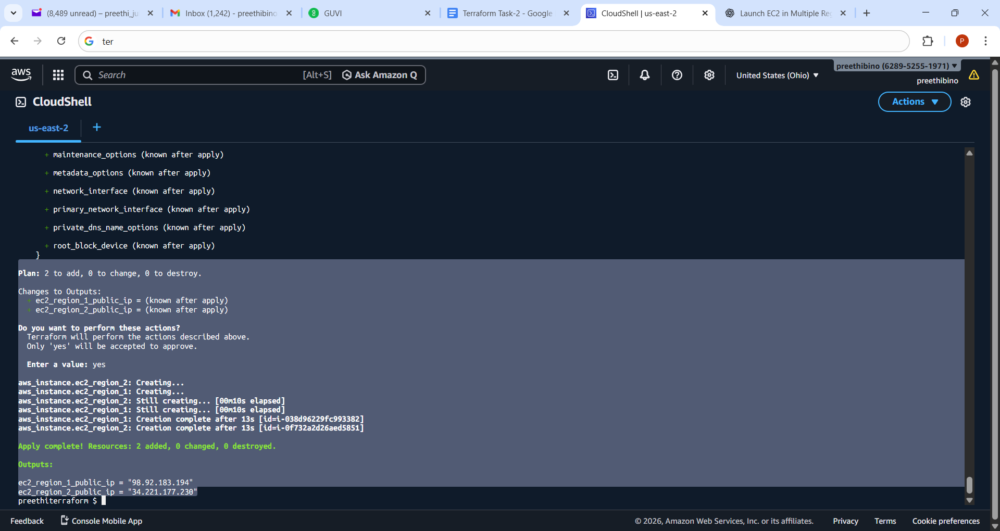 (8,489 unread) – preethi_ju
Inbox (1,242) - preethibino
GUVI
Terraform Task-2 - Google
CloudShell | us-east-2
Launch EC2 in Multiple Reg
ter
P
aws
Search
[Alt+S]
Ask Amazon Q
United States (Ohio)
preethibino (6289-5255-1971)
preethibino
CloudShell
Actions
us-east-2
+ maintenance_options (known after apply)
+ metadata_options (known after apply)
+ network_interface (known after apply)
+ primary_network_interface (known after apply)
+ private_dns_name_options (known after apply)
+ root_block_device (known after apply)
}
Plan: 2 to add, 0 to change, 0 to destroy.
Changes to Outputs:
+ ec2_region_1_public_ip = (known after apply)
+ ec2_region_2_public_ip = (known after apply)
Do you want to perform these actions?
Terraform will perform the actions described above.
Only 'yes' will be accepted to approve.
Enter a value: yes
aws_instance.ec2_region_2: Creating...
aws_instance.ec2_region_1: Creating...
aws_instance.ec2_region_2: Still creating... [00m10s elapsed]
aws_instance.ec2_region_1: Still creating... [00m10s elapsed]
aws_instance.ec2_region_1: Creation complete after 13s [id=i-038d96229fc993382]
aws_instance.ec2_region_2: Creation complete after 13s [id=i-0f732a2d26aed5851]
Apply complete! Resources: 2 added, 0 changed, 0 destroyed.
Outputs:
ec2_region_1_public_ip = "98.92.183.194"
ec2_region_2_public_ip = "34.221.177.230"
preethiterraform $
Feedback
Console Mobile App
© 2026, Amazon Web Services, Inc. or its affiliates.
Privacy
Terms
Cookie preferences